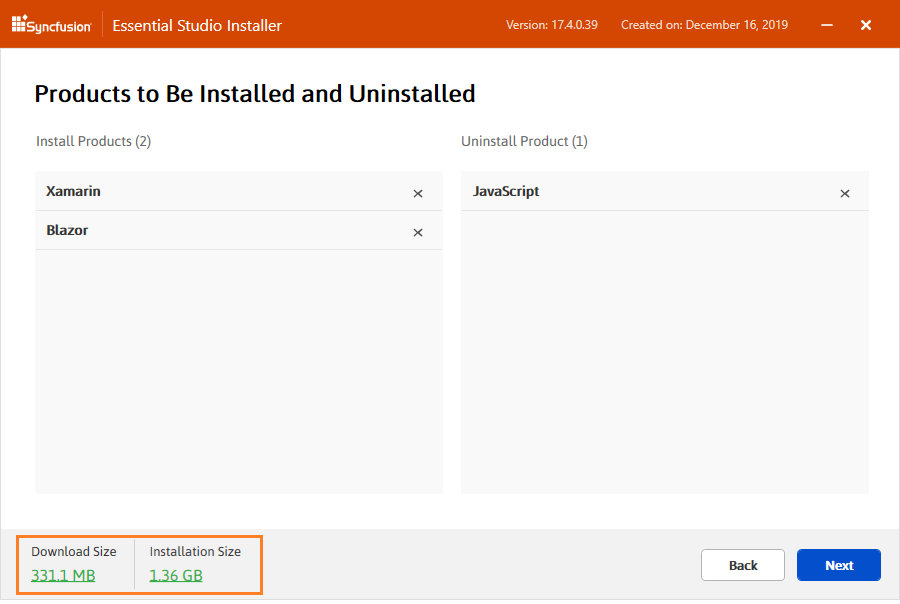 Syncfusion Essential Studio Installer Version: 17.4.0.39 Created on: December 16, 2019
Products to Be Installed and Uninstalled
Install Products (2) Uninstall Product (1)
Xamarin JavaScript
Blazor
Download Size Installation Size
331.1 MB 1.36 GB
Back Next